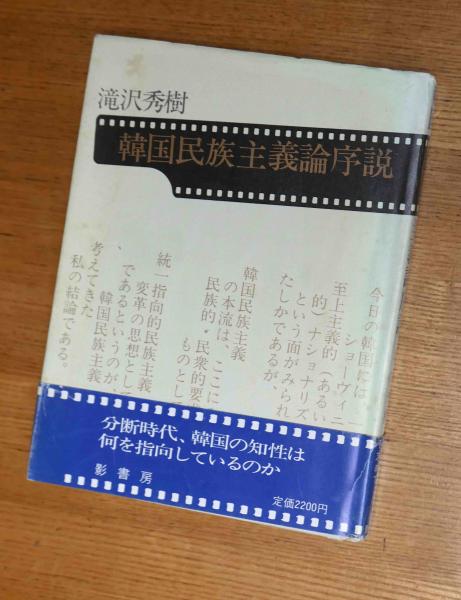 滝沢秀樹
韓国民族主義論序説
今日の韓国には
ショーヴィニ
至上主義的（あるい
的）ナショナリズ
という面がみられ
たしかであるが、
韓国民族主義
の本流は、ここに
民族的・民衆的要
ものとし
統一指向的民族主義
変革の思想として
であるというのが
、韓国民族主義
考えてきた
私の結論である。
分断時代、韓国の知性は
何を指向しているのか
影書房
定価2200円